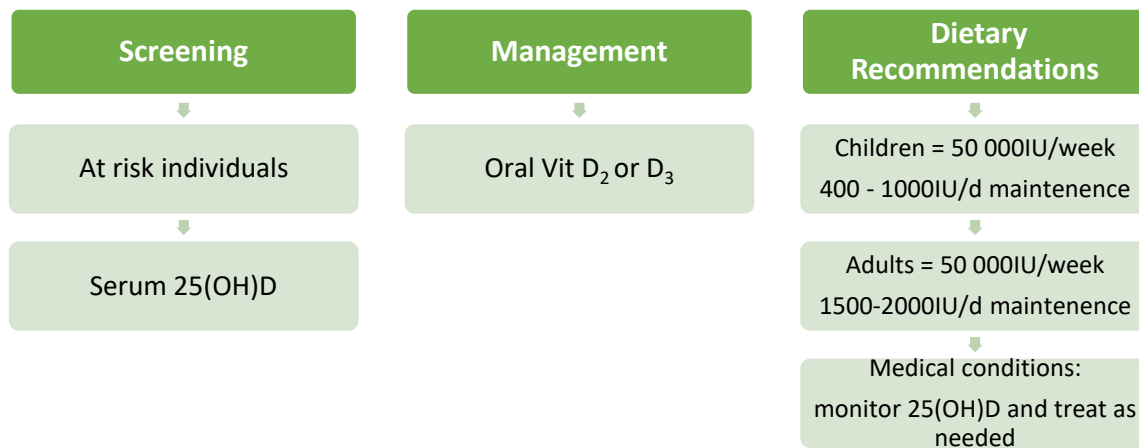 Screening
At risk individuals
Serum 25(OH)D
Management
Oral Vit D₂ or D₃
Dietary
Recommendations
Children = 50 000IU/week
400 - 1000IU/d maintenence
Adults = 50 000IU/week
1500-2000IU/d maintenence
Medical conditions:
monitor 25(OH)D and treat as
needed